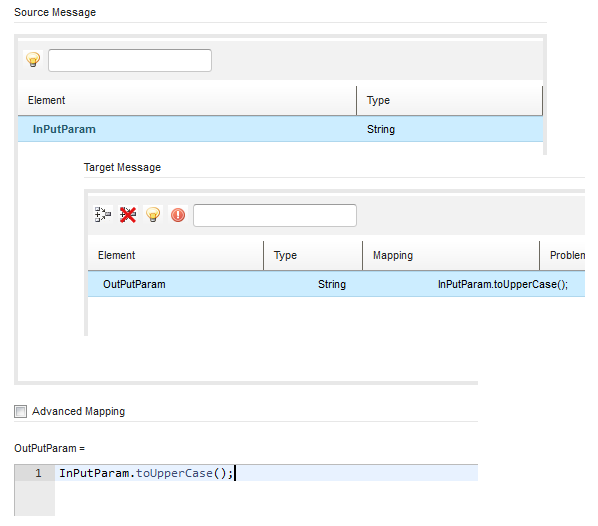 Source Message
Element Type
InPutParam String
Target Message
Element Type Mapping Problem
OutPutParam String InPutParam.toUpperCase();
Advanced Mapping
OutPutParam =
1 InPutParam.toUpperCase();